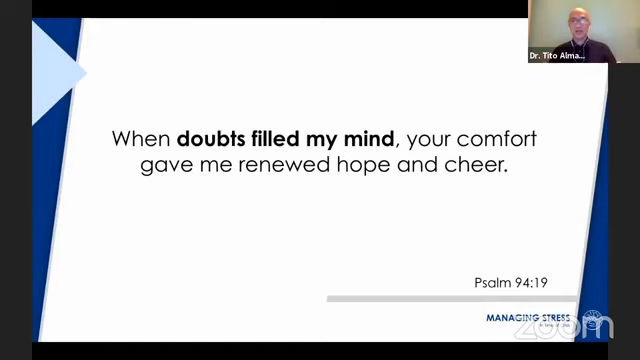 Dr. Tito Alma...
When doubts filled my mind, your comfort
gave me renewed hope and cheer.
Psalm 94:19
MANAGING STRESS
zoom